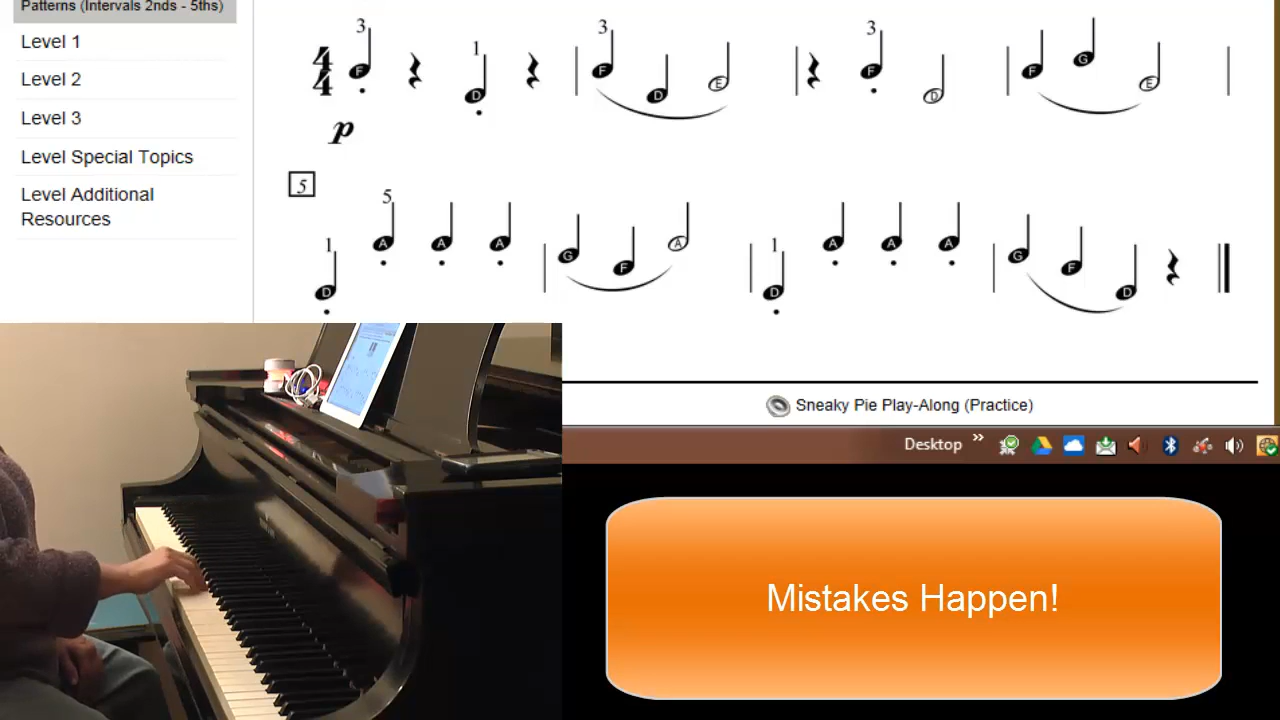 Patterns (Intervals 2nds - 5ths)
Level 1
Level 2
Level 3
Level Special Topics
Level Additional
Resources
3 1 3 3
4
4
F D F D E F D F G E
p
5
5
1 1
A A A G F A A A A G F
D D D
Sneaky Pie Play-Along (Practice)
Desktop »
Mistakes Happen!